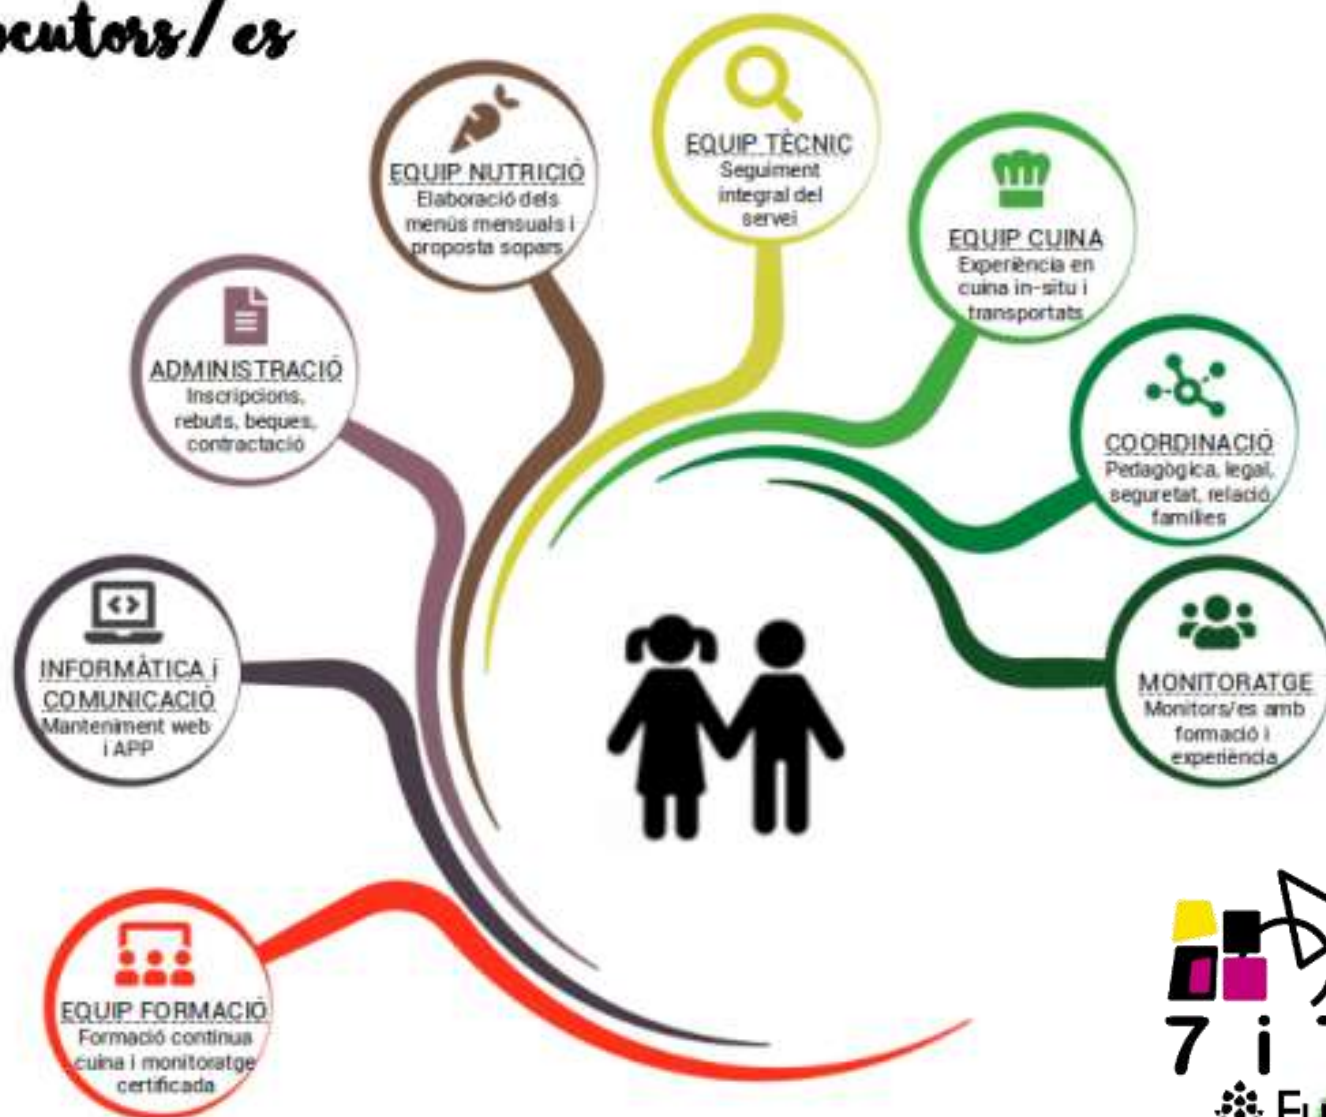 /es
EQUIP TÈCNIC
Seguiment
integral del
servei
EQUIP NUTRICIÓ
Elaboració dels
menús mensuals i
proposta sopars
EQUIP CUINA
Experiència en
cuina in-situ i
transportats
ADMINISTRACIÓ
Inscripcions,
rebuts, beques,
contractació
COORDINACIÓ
Pedagògica, legal,
seguretat, relació
famílies
INFORMÀTICA i
COMUNICACIÓ
Manteniment web
i APP
MONITORATGE
Monitors/es amb
formació i
experiència
EQUIP FORMACIÓ
Formació contínua
cuina i monitoratge
certificada
7 i